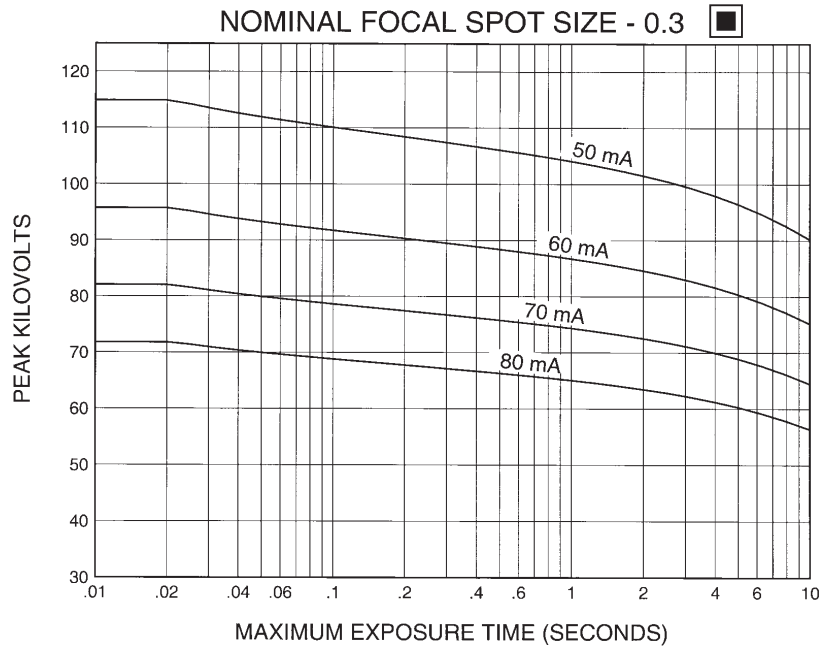 NOMINAL FOCAL SPOT SIZE - 0.3
120
110
100
90
80
70
60
50
40
30
PEAK KILOVOLTS
50 mA
60 mA
70 mA
80 mA
.01 .02 .04 .06 .1 .2 .4 .6 1 2 4 6 10
MAXIMUM EXPOSURE TIME (SECONDS)